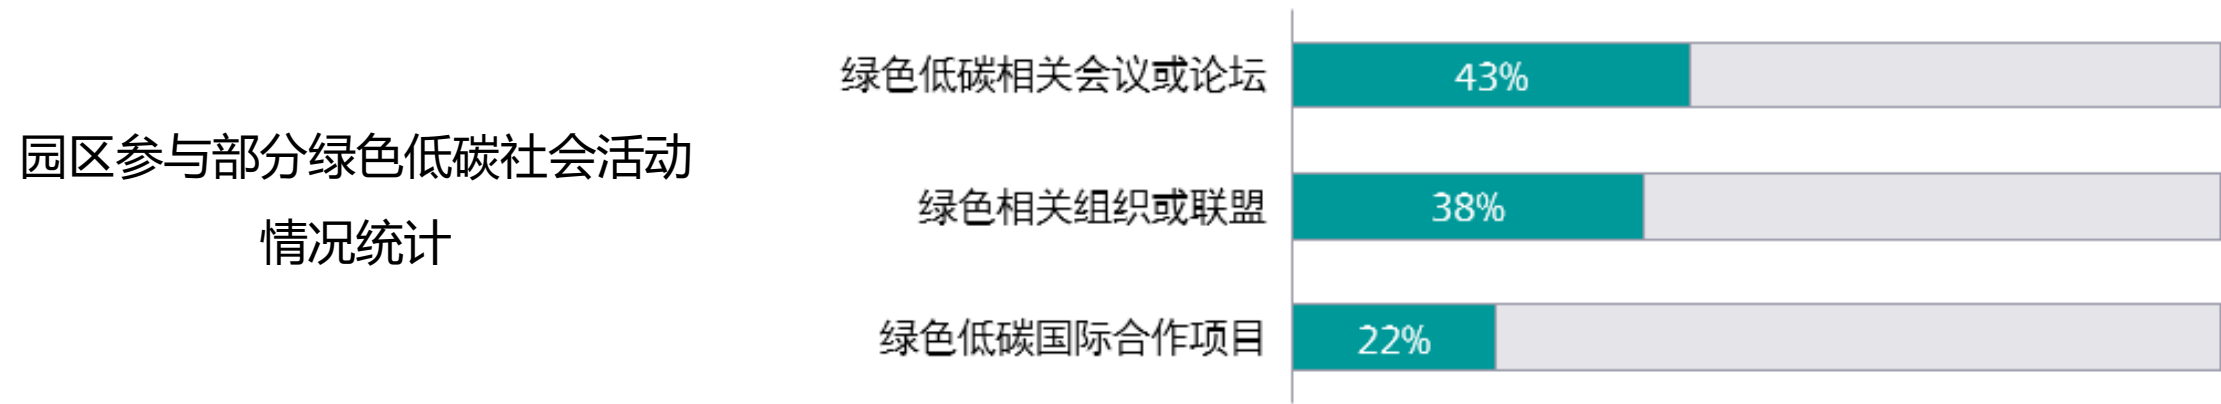 园区参与部分绿色低碳社会活动
情况统计
绿色低碳相关会议或论坛
43%
绿色相关组织或联盟
38%
绿色低碳国际合作项目
22%